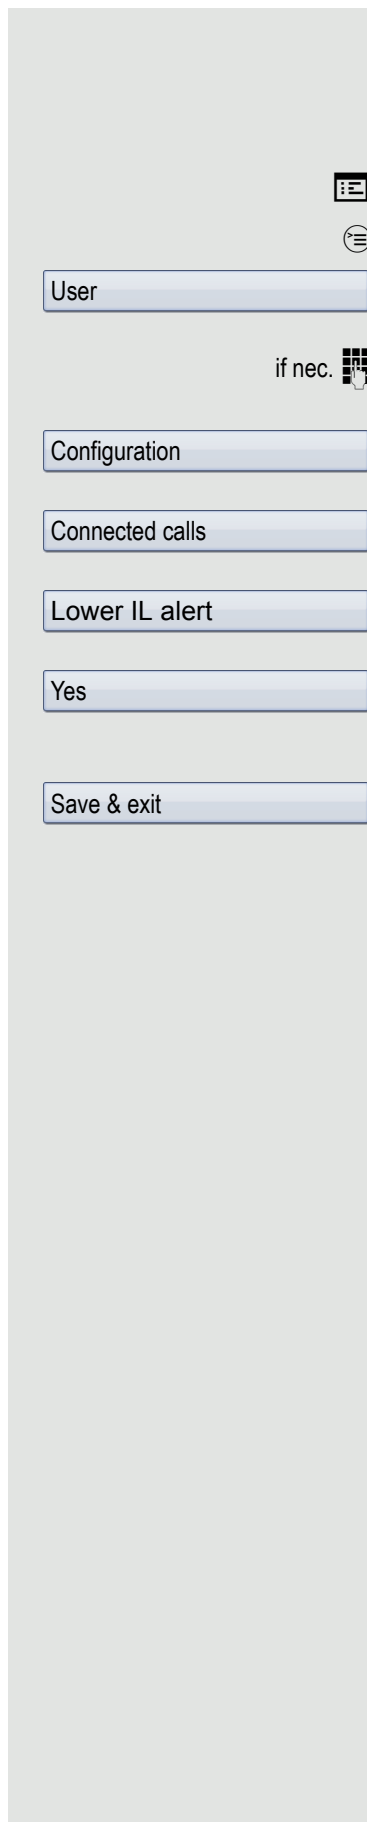 User
if nec.
Configuration
Connected calls
Lower IL alert
Yes
Save & exit